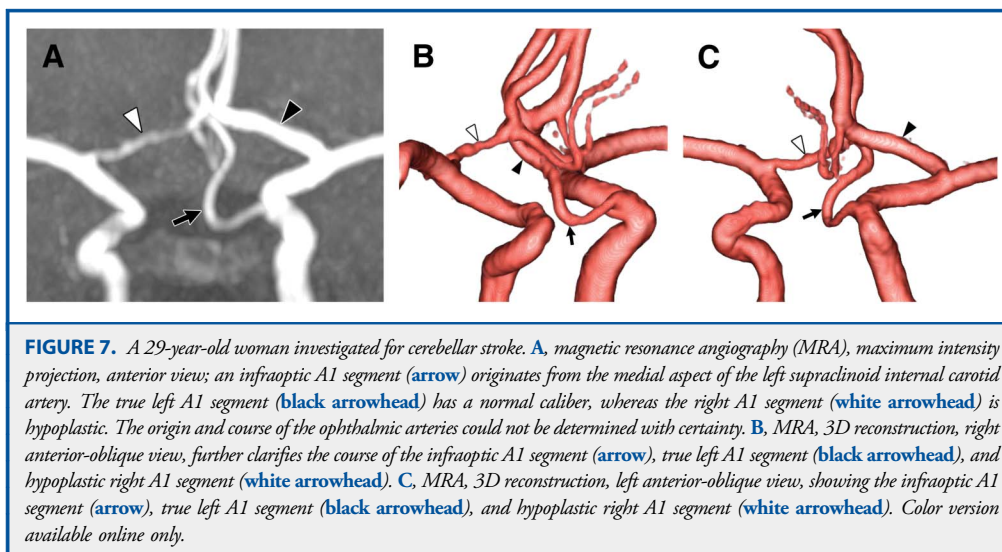 A
B
C
FIGURE 7. A 29-year-old woman investigated for cerebellar stroke. A, magnetic resonance angiography (MRA), maximum intensity
projection, anterior view; an infraoptic A1 segment (arrow) originates from the medial aspect of the left supraclinoid internal carotid
artery. The true left A1 segment (black arrowhead) has a normal caliber, whereas the right A1 segment (white arrowhead) is
hypoplastic. The origin and course of the ophthalmic arteries could not be determined with certainty. B, MRA, 3D reconstruction, right
anterior-oblique view, further clarifies the course of the infraoptic A1 segment (arrow), true left A1 segment (black arrowhead), and
hypoplastic right A1 segment (white arrowhead). C, MRA, 3D reconstruction, left anterior-oblique view, showing the infraoptic A1
segment (arrow), true left A1 segment (black arrowhead), and hypoplastic right A1 segment (white arrowhead). Color version
available online only.